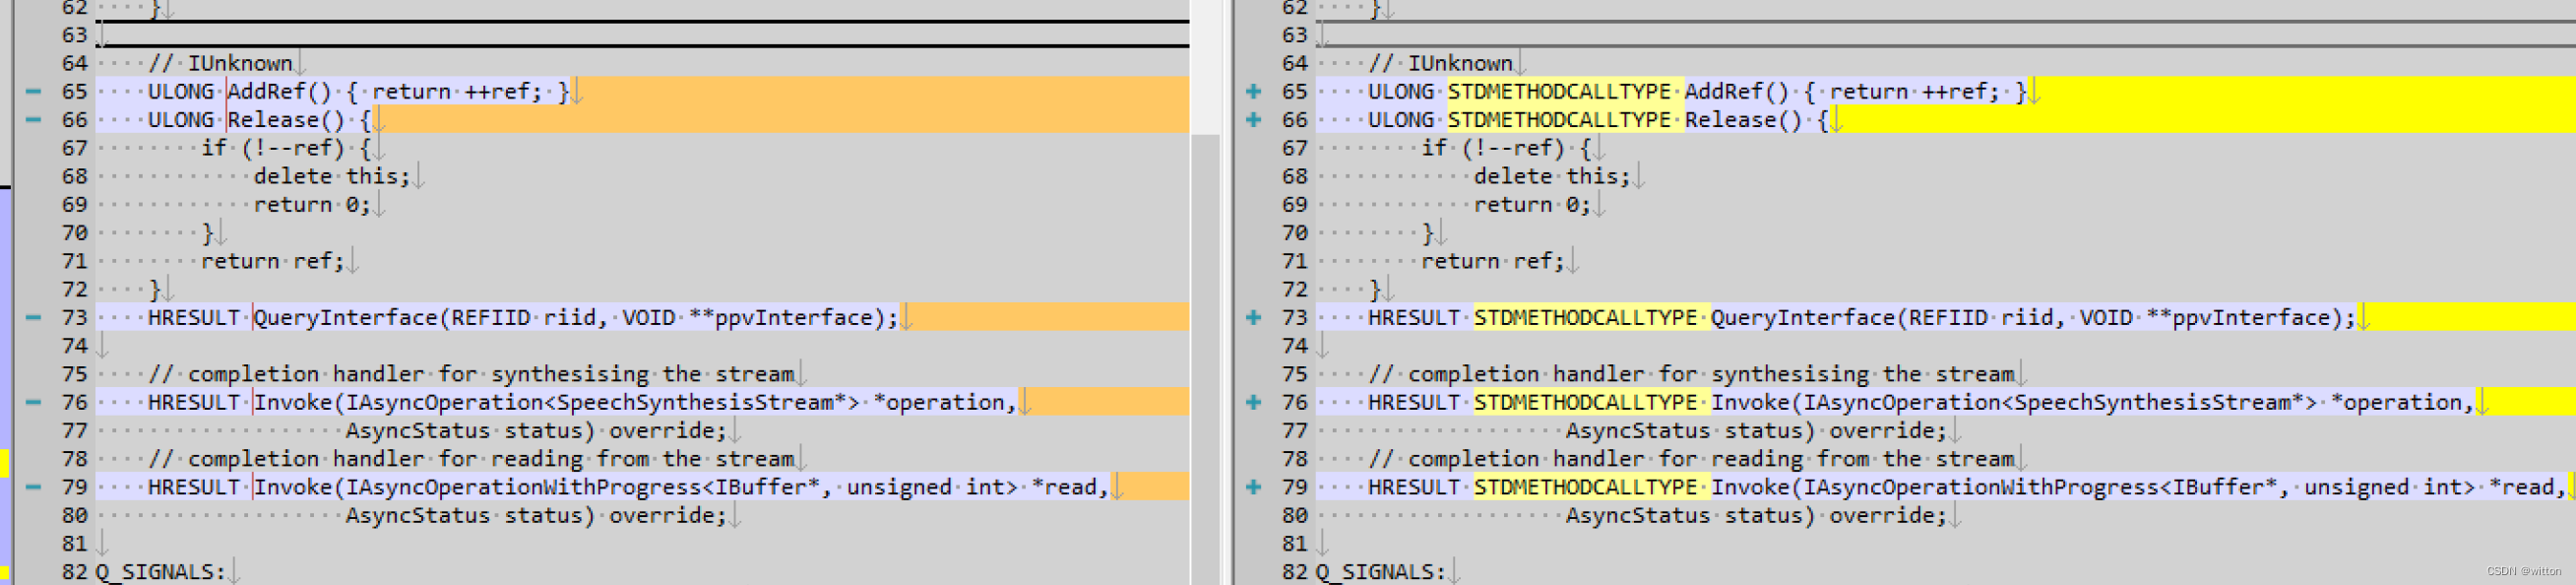 62 }
63
64 // IUnknown
65 ULONG AddRef() { return ++ref; }
66 ULONG Release() {
67 if (!--ref) {
68 delete this;
69 return 0;
70 }
71 return ref;
72 }
73 HRESULT QueryInterface(REFIID riid, VOID **ppvInterface);
74
75 // completion handler for synthesising the stream
76 HRESULT Invoke(IAsyncOperation<SpeechSynthesisStream*> *operation,
77 AsyncStatus status) override;
78 // completion handler for reading from the stream
79 HRESULT Invoke(IAsyncOperationWithProgress<IBuffer*, unsigned int> *read,
80 AsyncStatus status) override;
81
82 Q_SIGNALS:
62 }
63
64 // IUnknown
65 ULONG STDMETHODCALLTYPE AddRef() { return ++ref; }
66 ULONG STDMETHODCALLTYPE Release() {
67 if (!--ref) {
68 delete this;
69 return 0;
70 }
71 return ref;
72 }
73 HRESULT STDMETHODCALLTYPE QueryInterface(REFIID riid, VOID **ppvInterface);
74
75 // completion handler for synthesising the stream
76 HRESULT STDMETHODCALLTYPE Invoke(IAsyncOperation<SpeechSynthesisStream*> *operation,
77 AsyncStatus status) override;
78 // completion handler for reading from the stream
79 HRESULT STDMETHODCALLTYPE Invoke(IAsyncOperationWithProgress<IBuffer*, unsigned int> *read,
80 AsyncStatus status) override;
81
82 Q_SIGNALS:
CSDN @witton